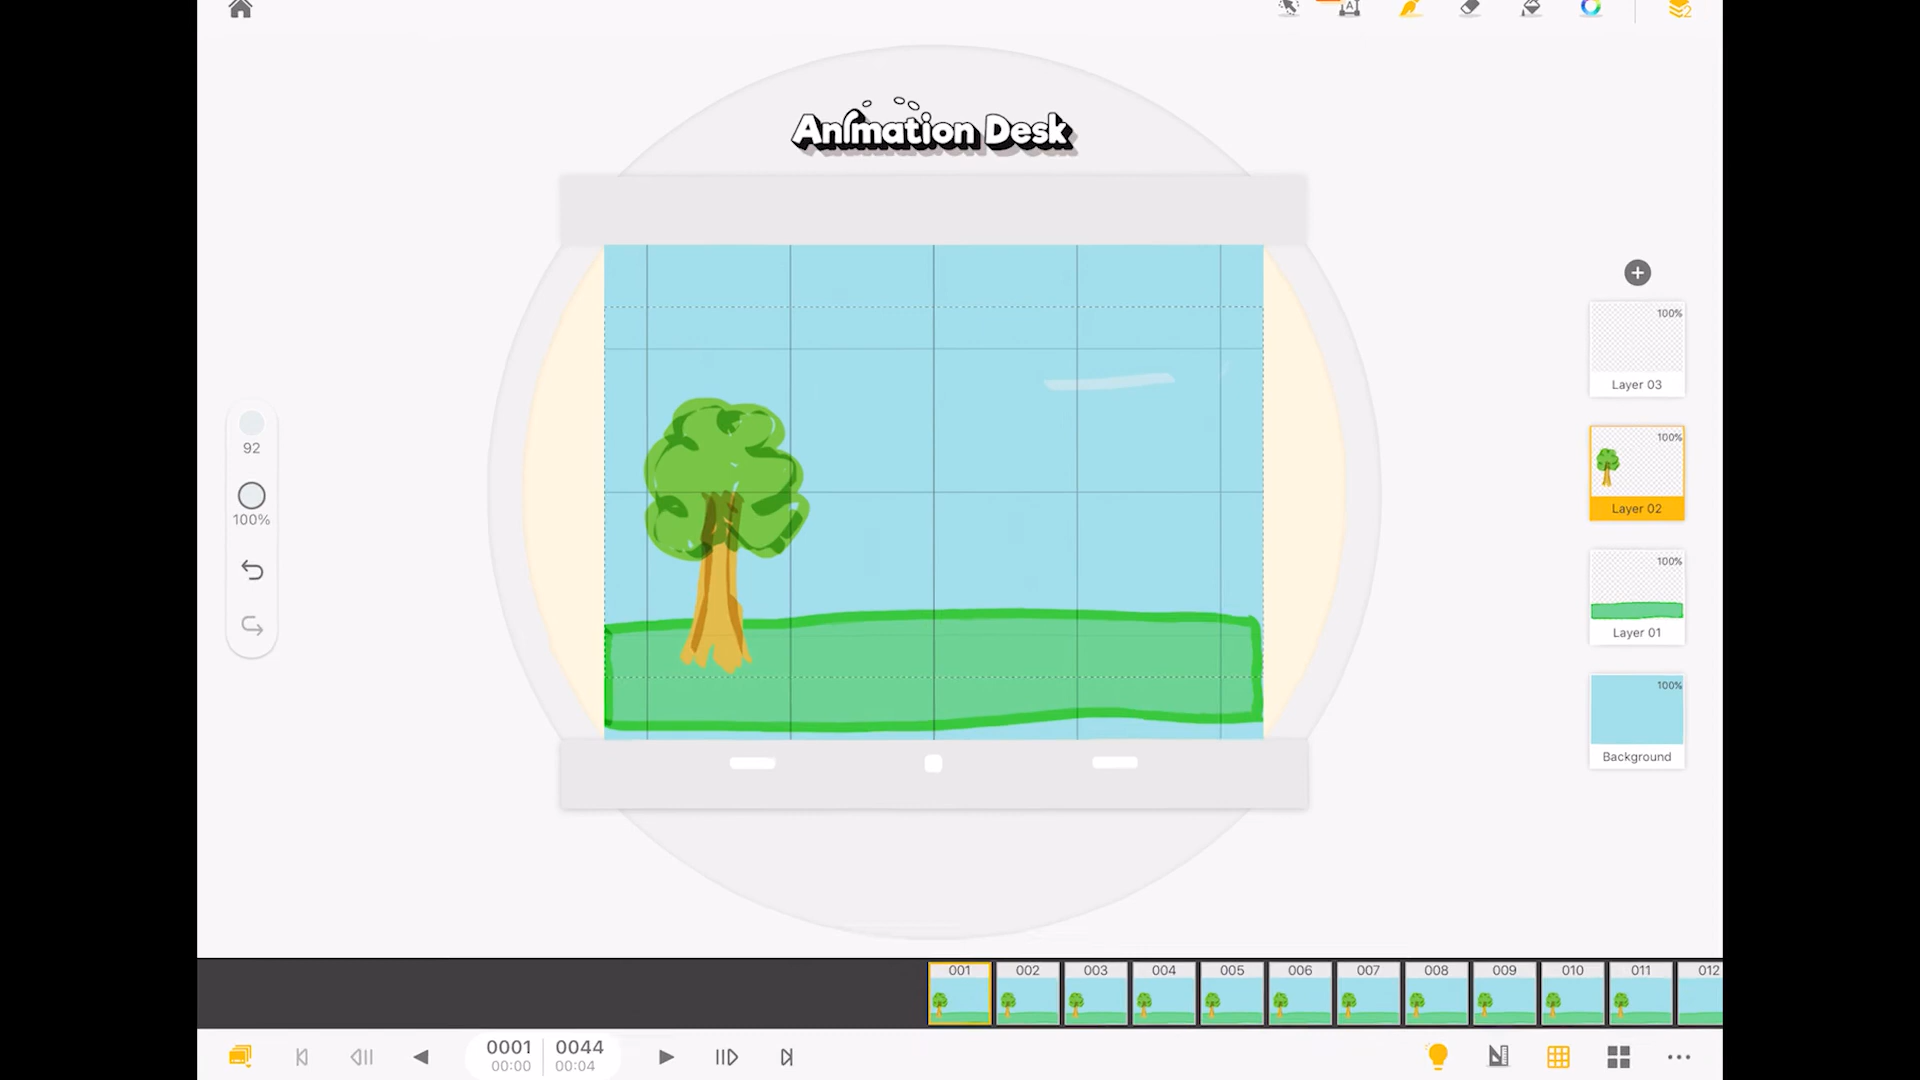 A
2
Animation Desk
100%
Layer 03
92
100%
100%
Layer 02
100%
Layer 01
100%
Background
001 002 003 004 005 006 007 008 009 010 011 012
0001 0044
00:00 00:04